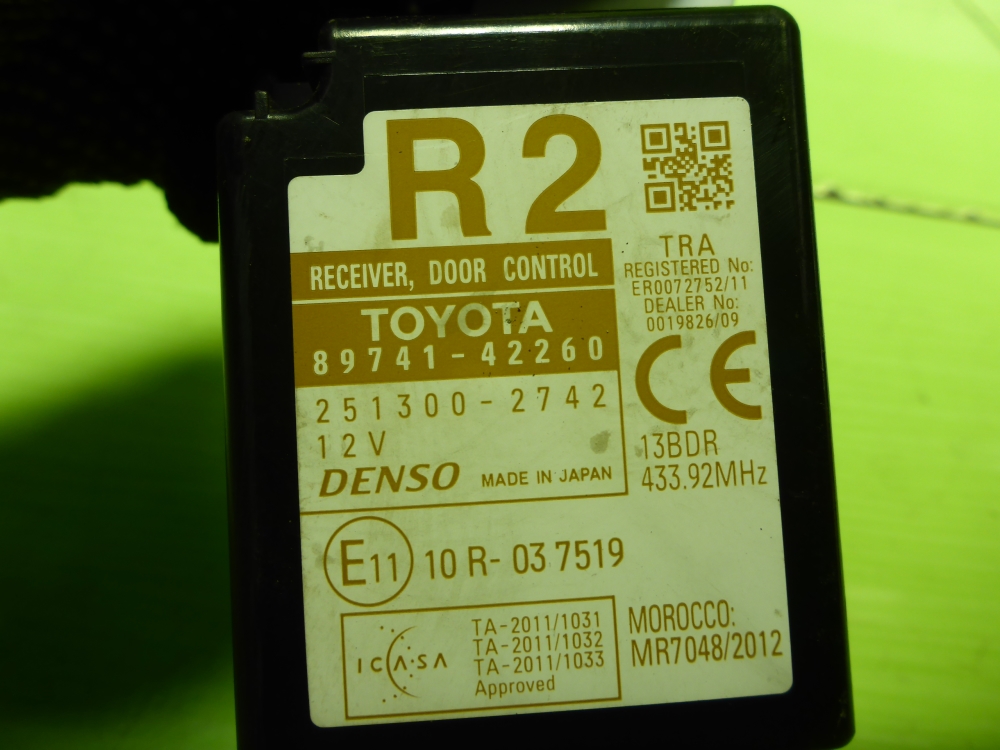 R2
RECEIVER, DOOR CONTROL
TOYOTA
89741-42260
251300-2742
12V
DENSO MADE IN JAPAN
TRA
REGISTERED No:
ER0072752/11
DEALER No:
0019826/09
CE
13BDR
433.92MHz
E11 10 R- 03 7519
ICASA
TA-2011/1031
TA-2011/1032
TA-2011/1033
Approved
MOROCCO:
MR7048/2012